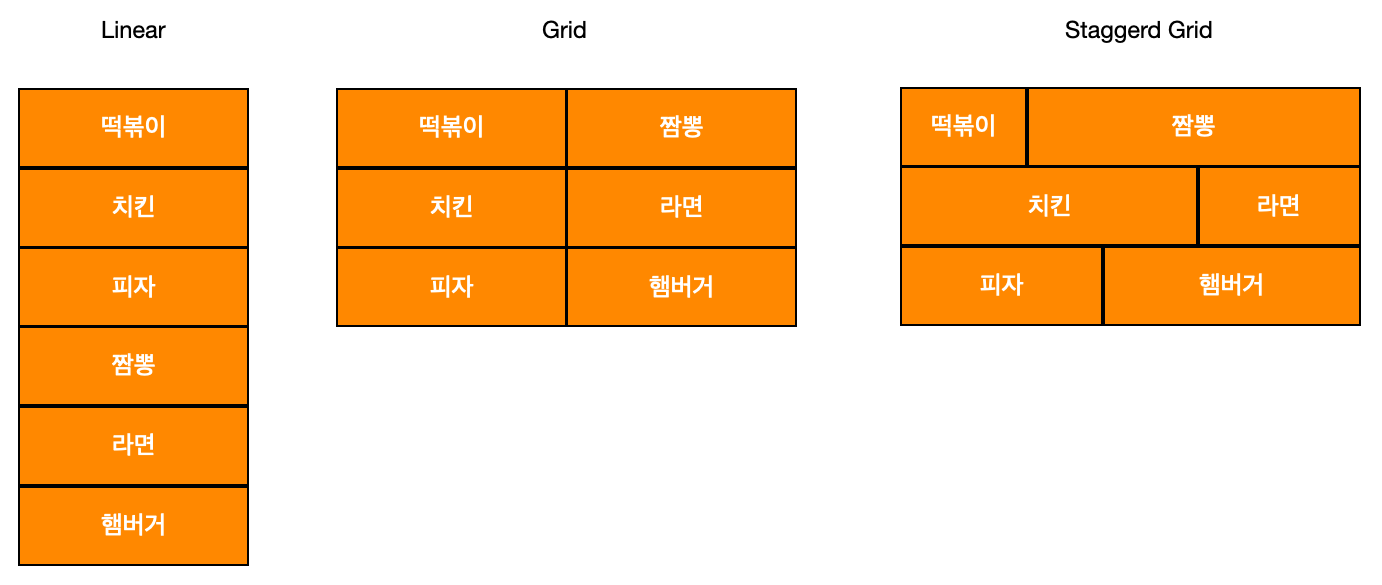 Linear
떡볶이
치킨
피자
짬뽕
라면
햄버거
Grid
떡볶이 짬뽕
치킨 라면
피자 햄버거
Staggerd Grid
떡볶이 짬뽕
치킨 라면
피자 햄버거